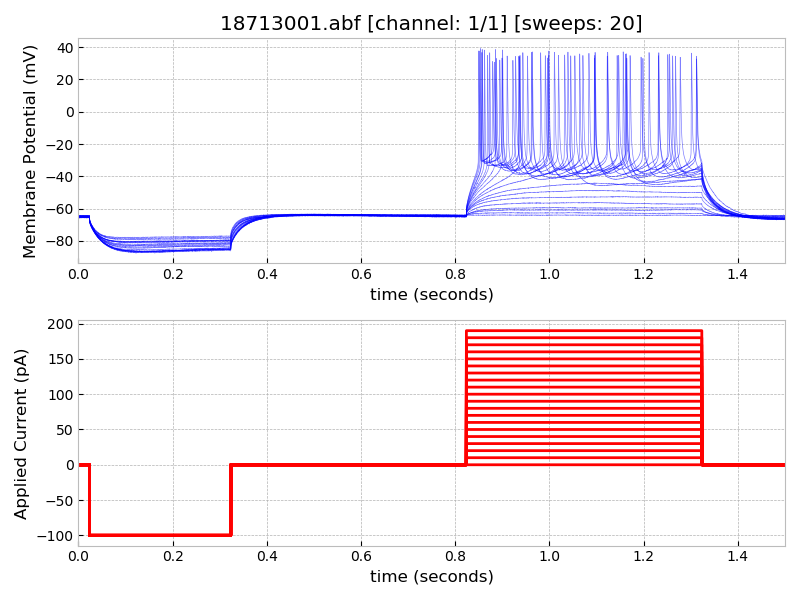 18713001.abf [channel: 1/1] [sweeps: 20]
Membrane Potential (mV)
40
20
0
−20
−40
−60
−80
0.0 0.2 0.4 0.6 0.8 1.0 1.2 1.4
time (seconds)
Applied Current (pA)
200
150
100
50
0
−50
−100
0.0 0.2 0.4 0.6 0.8 1.0 1.2 1.4
time (seconds)